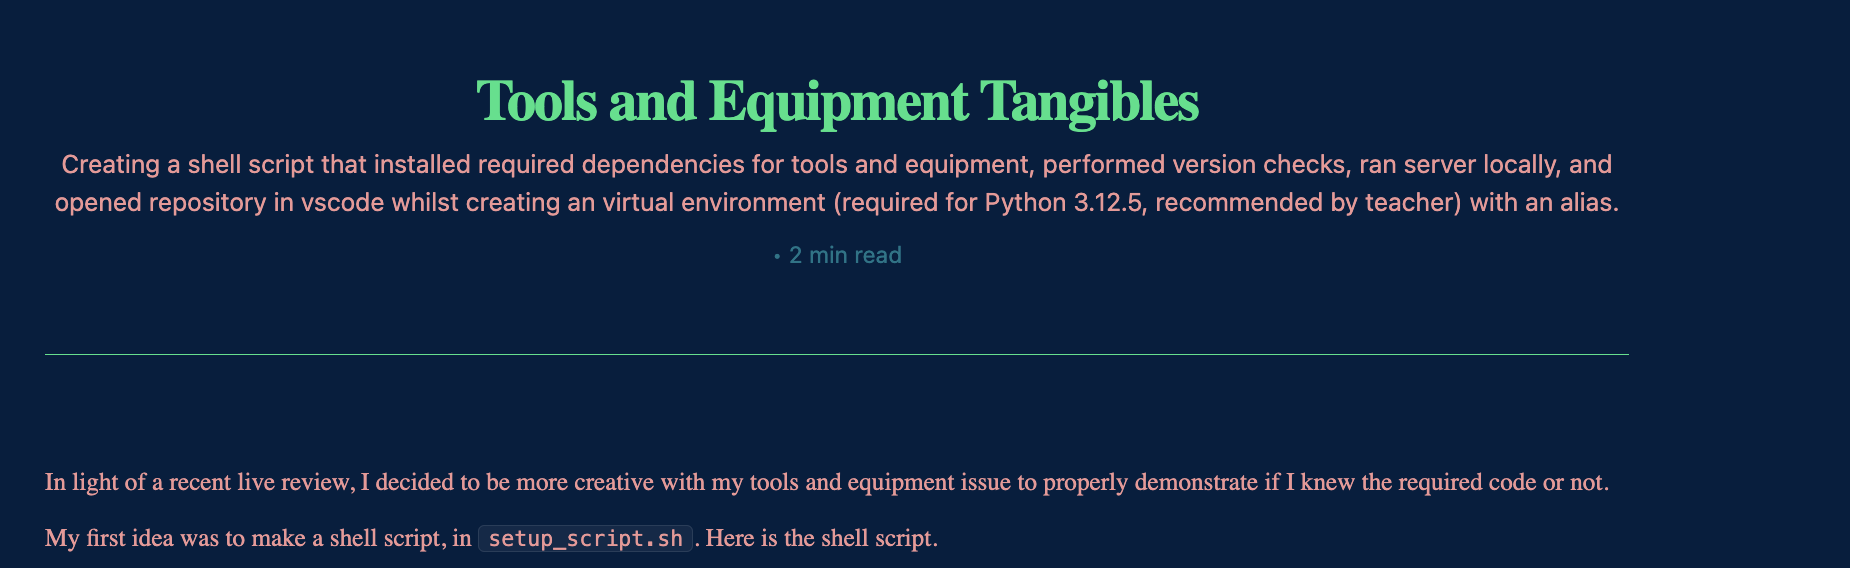 Tools and Equipment Tangibles
Creating a shell script that installed required dependencies for tools and equipment, performed version checks, ran server locally, and
opened repository in vscode whilst creating an virtual environment (required for Python 3.12.5, recommended by teacher) with an alias.
• 2 min read
In light of a recent live review, I decided to be more creative with my tools and equipment issue to properly demonstrate if I knew the required code or not.
My first idea was to make a shell script, in setup_script.sh. Here is the shell script.